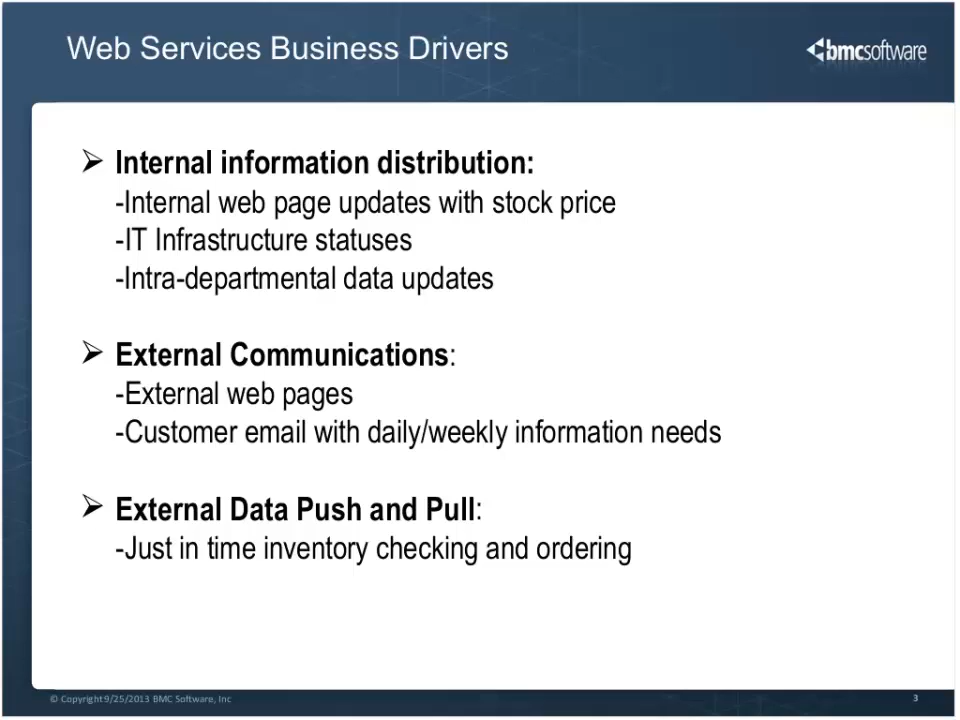 Web Services Business Drivers
bmcsoftware
➢ Internal information distribution:
-Internal web page updates with stock price
-IT Infrastructure statuses
-Intra-departmental data updates
➢ External Communications:
-External web pages
-Customer email with daily/weekly information needs
➢ External Data Push and Pull:
-Just in time inventory checking and ordering
© Copyright 9/25/2013 BMC Software, Inc
3